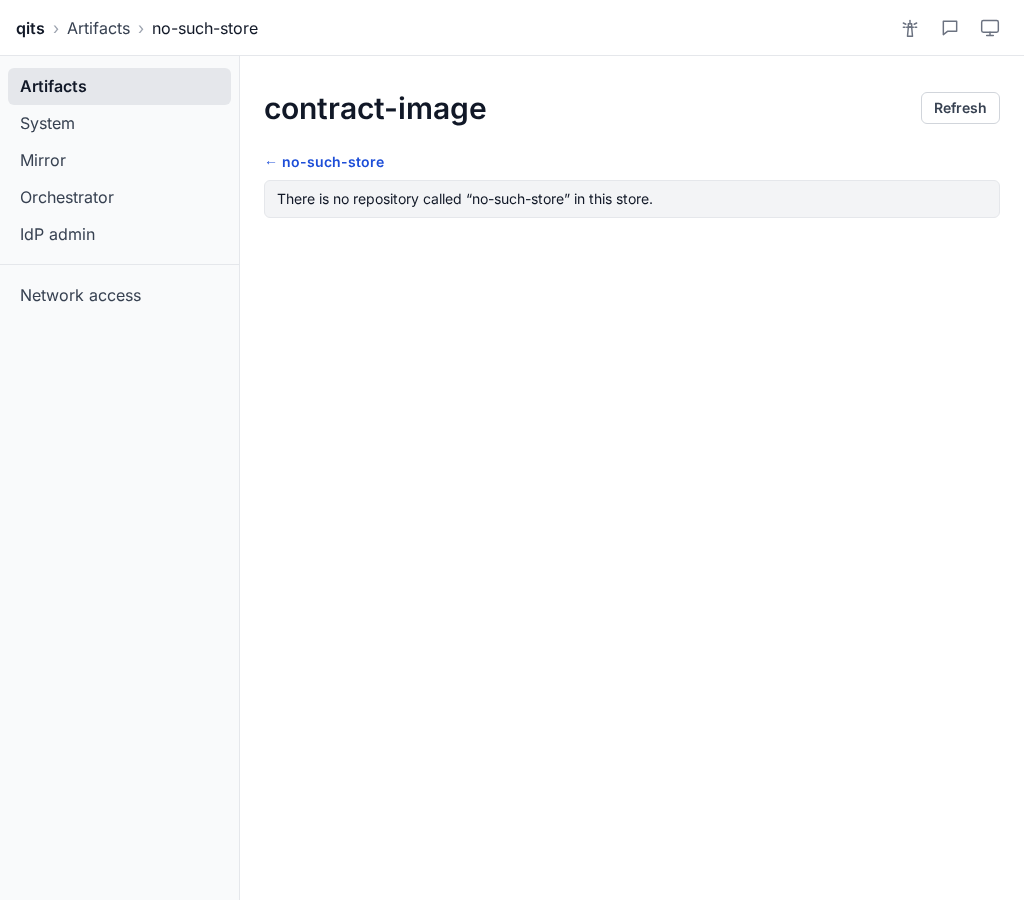 qits › Artifacts › no-such-store
Artifacts
System
Mirror
Orchestrator
IdP admin
Network access
contract-image
Refresh
← no-such-store
There is no repository called “no-such-store” in this store.